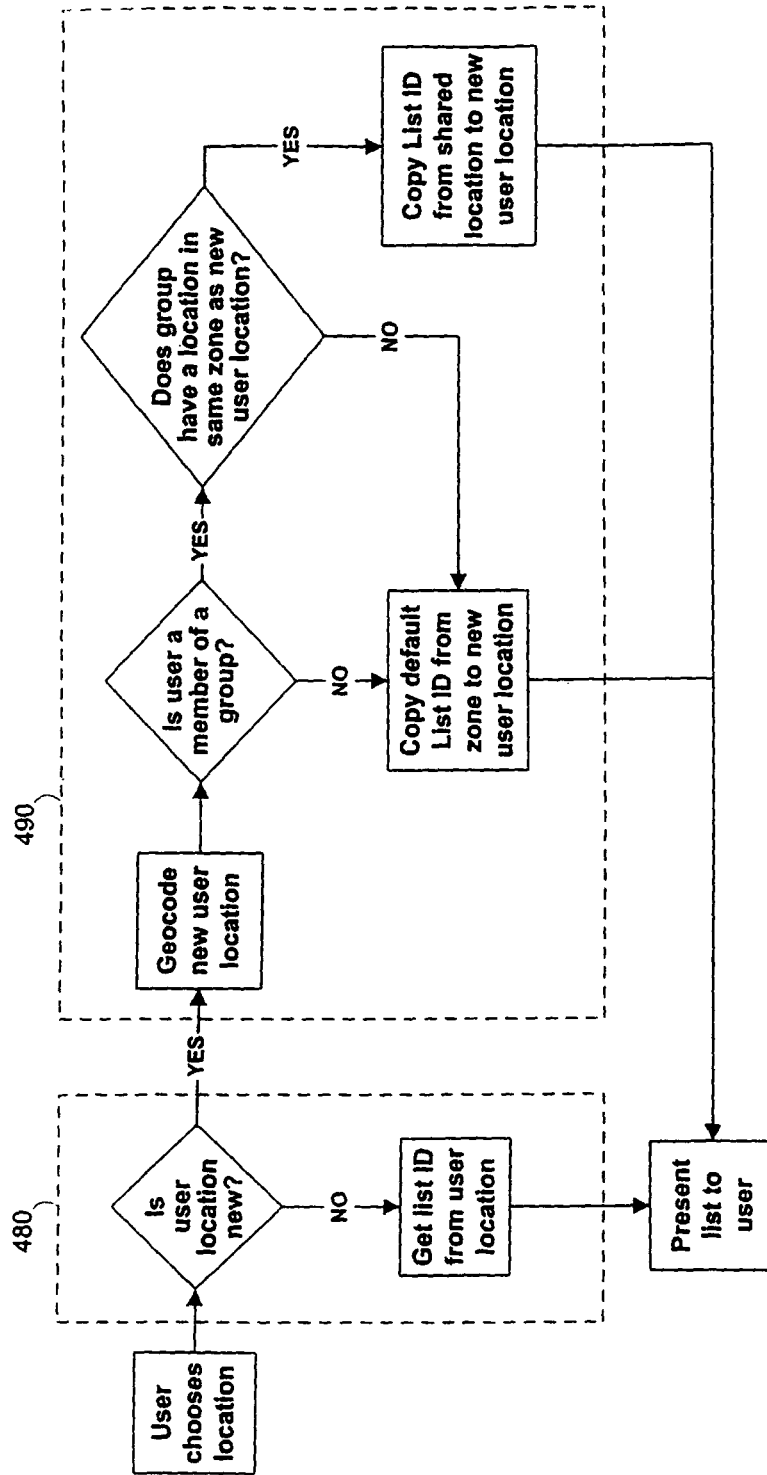 User
chooses
location
480
Is
user
location
new?
NO
Get list ID
from user
location
Present
list to
user
YES
490
Geocode
new user
location
Is user a
member of a
group?
NO
Copy default
List ID from
zone to new
user location
YES
Does group
have a location in
same zone as new
user location?
NO
YES
Copy List ID
from shared
location to new
user location